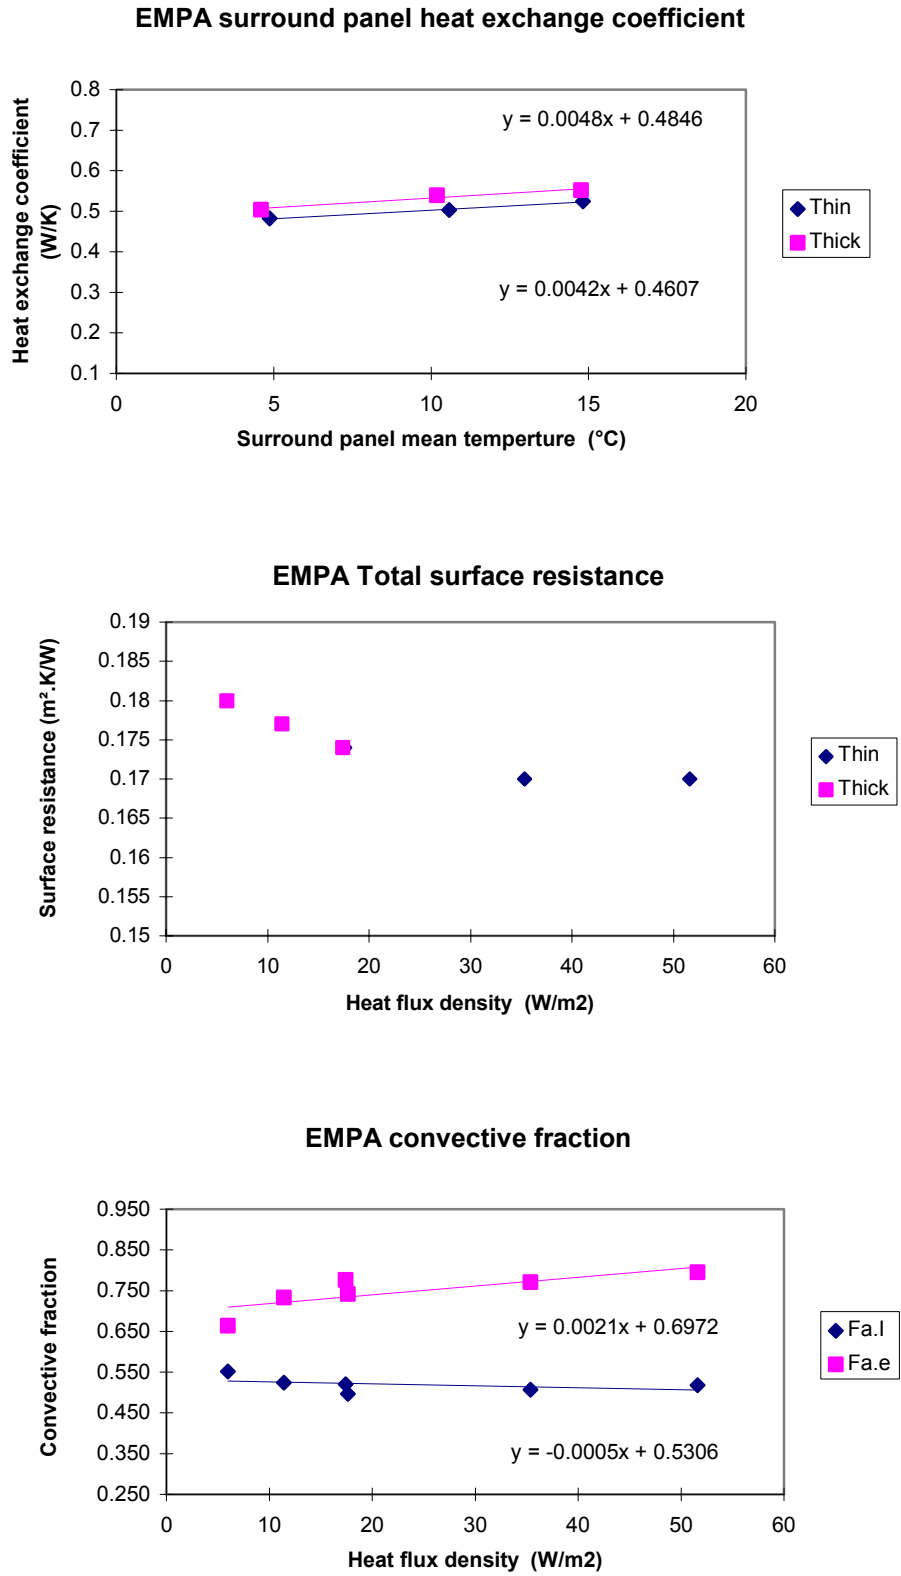 EMPA surround panel heat exchange coefficient
Heat exchange coefficient
(W/K)
0.8
0.7
0.6
0.5
0.4
0.3
0.2
0.1
y = 0.0048x + 0.4846
y = 0.0042x + 0.4607
Thin
Thick
0 5 10 15 20
Surround panel mean temperture (°C)
EMPA Total surface resistance
Surface resistance (m².K/W)
0.19
0.185
0.18
0.175
0.17
0.165
0.16
0.155
0.15
Thin
Thick
0 10 20 30 40 50 60
Heat flux density (W/m2)
EMPA convective fraction
Convective fraction
0.950
0.850
0.750
0.650
0.550
0.450
0.350
0.250
y = 0.0021x + 0.6972
y = -0.0005x + 0.5306
Fa.I
Fa.e
0 10 20 30 40 50 60
Heat flux density (W/m2)